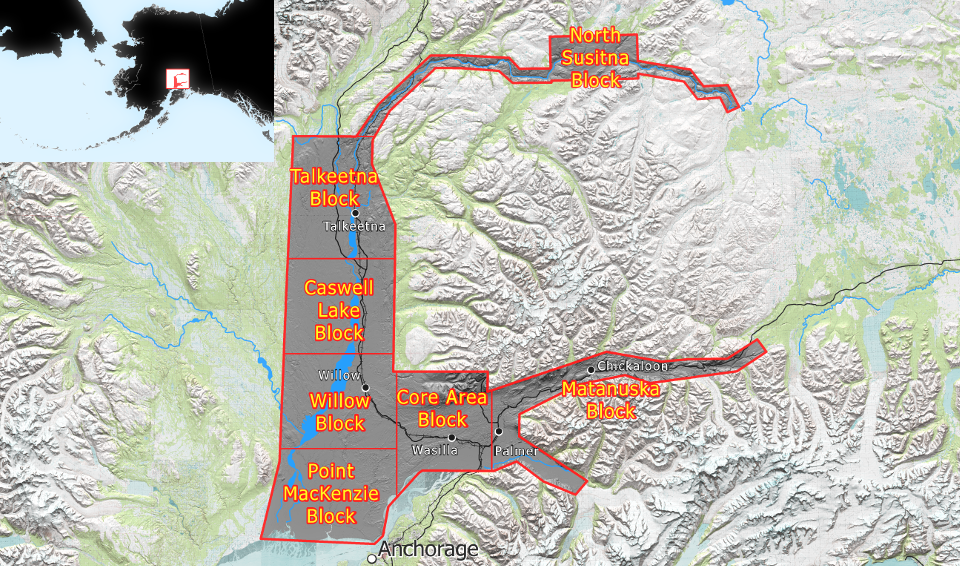 North
Susitna
Block
Talkeetna
Block
Talkeetna
Caswell
Lake
Block
Willow
Willow
Block
Core Area
Block
Wasilla
Chickaloon
Matanuska
Block
Palmer
Point
MacKenzie
Block
Anchorage